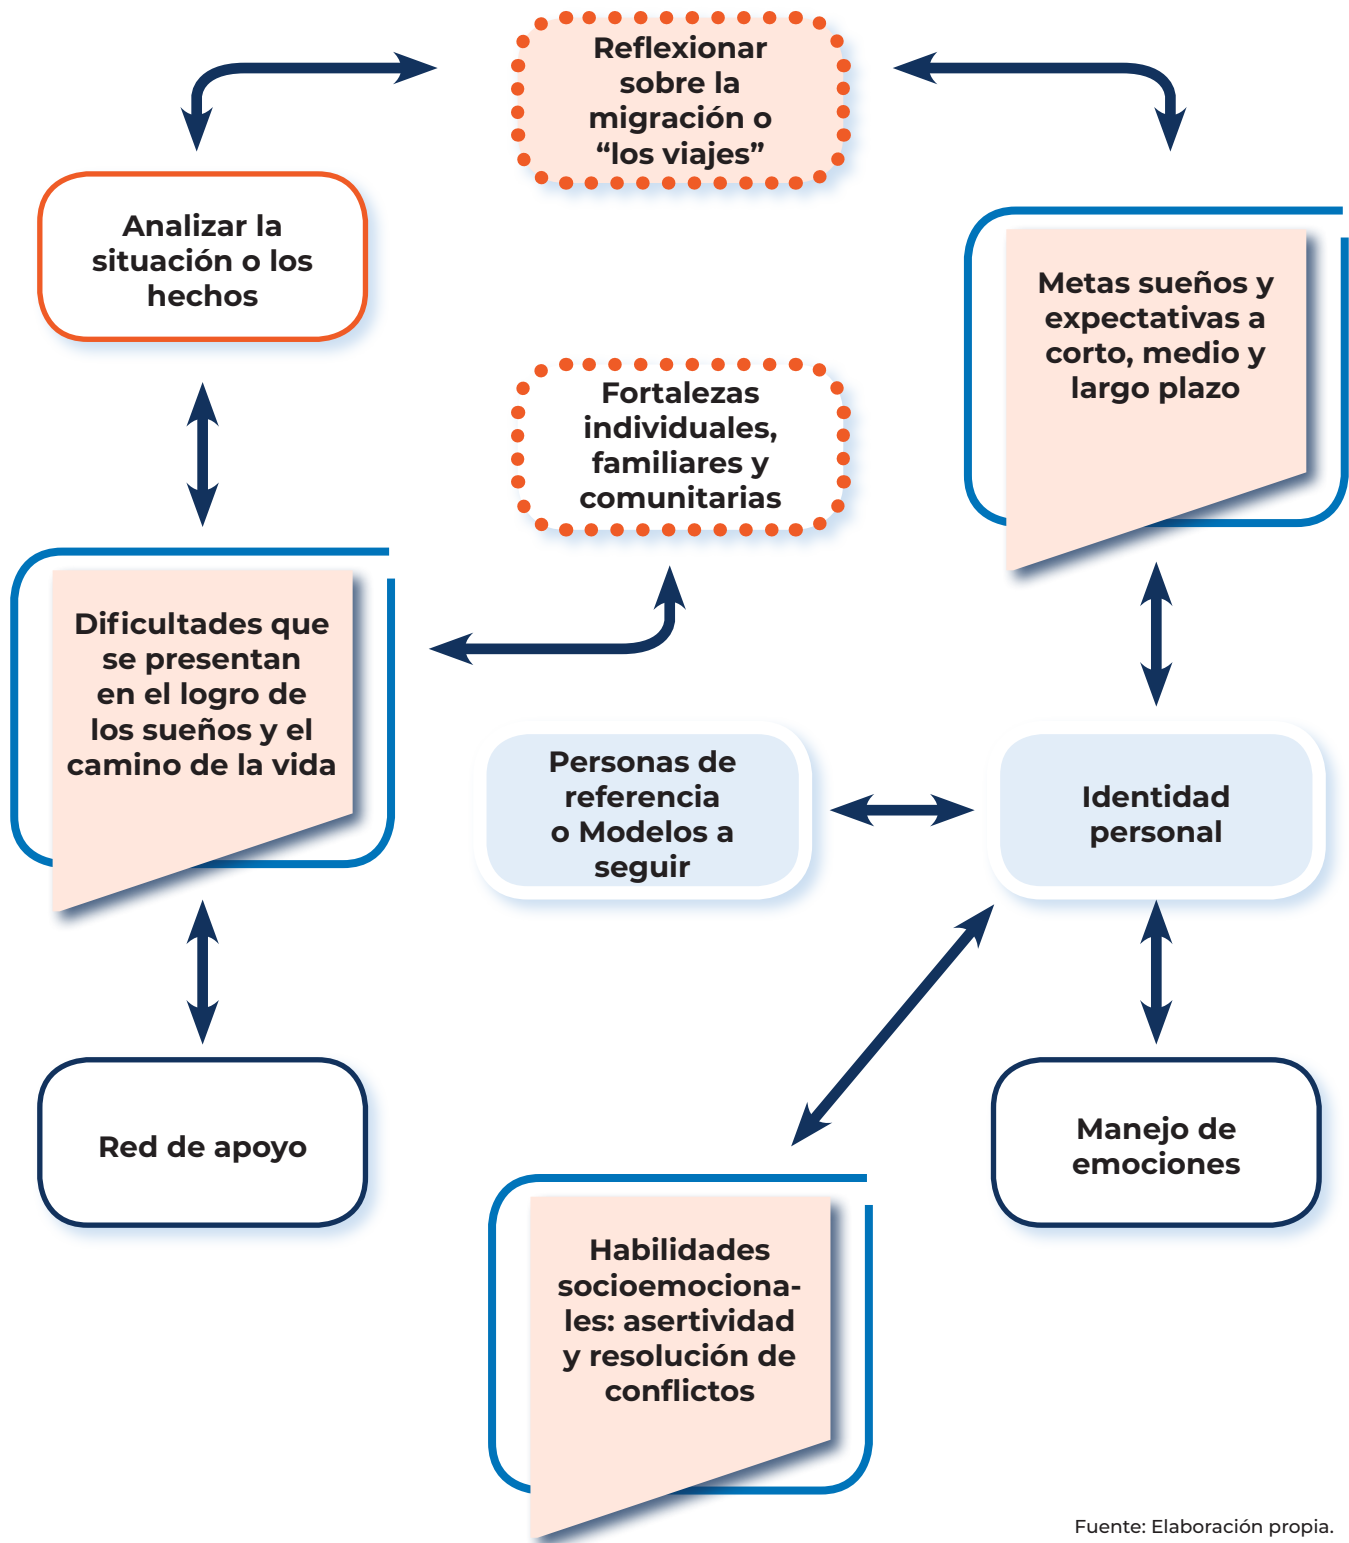 Reflexionar
sobre la
migración o
“los viajes”
Analizar la
situación o los
hechos
Metas sueños y
expectativas a
corto, medio y
largo plazo
Fortalezas
individuales,
familiares y
comunitarias
Dificultades que
se presentan
en el logro de
los sueños y el
camino de la vida
Personas de
referencia
o Modelos a
seguir
Identidad
personal
Red de apoyo
Manejo de
emociones
Habilidades
socioemociona-
les: asertividad
y resolución de
conflictos
Fuente: Elaboración propia.